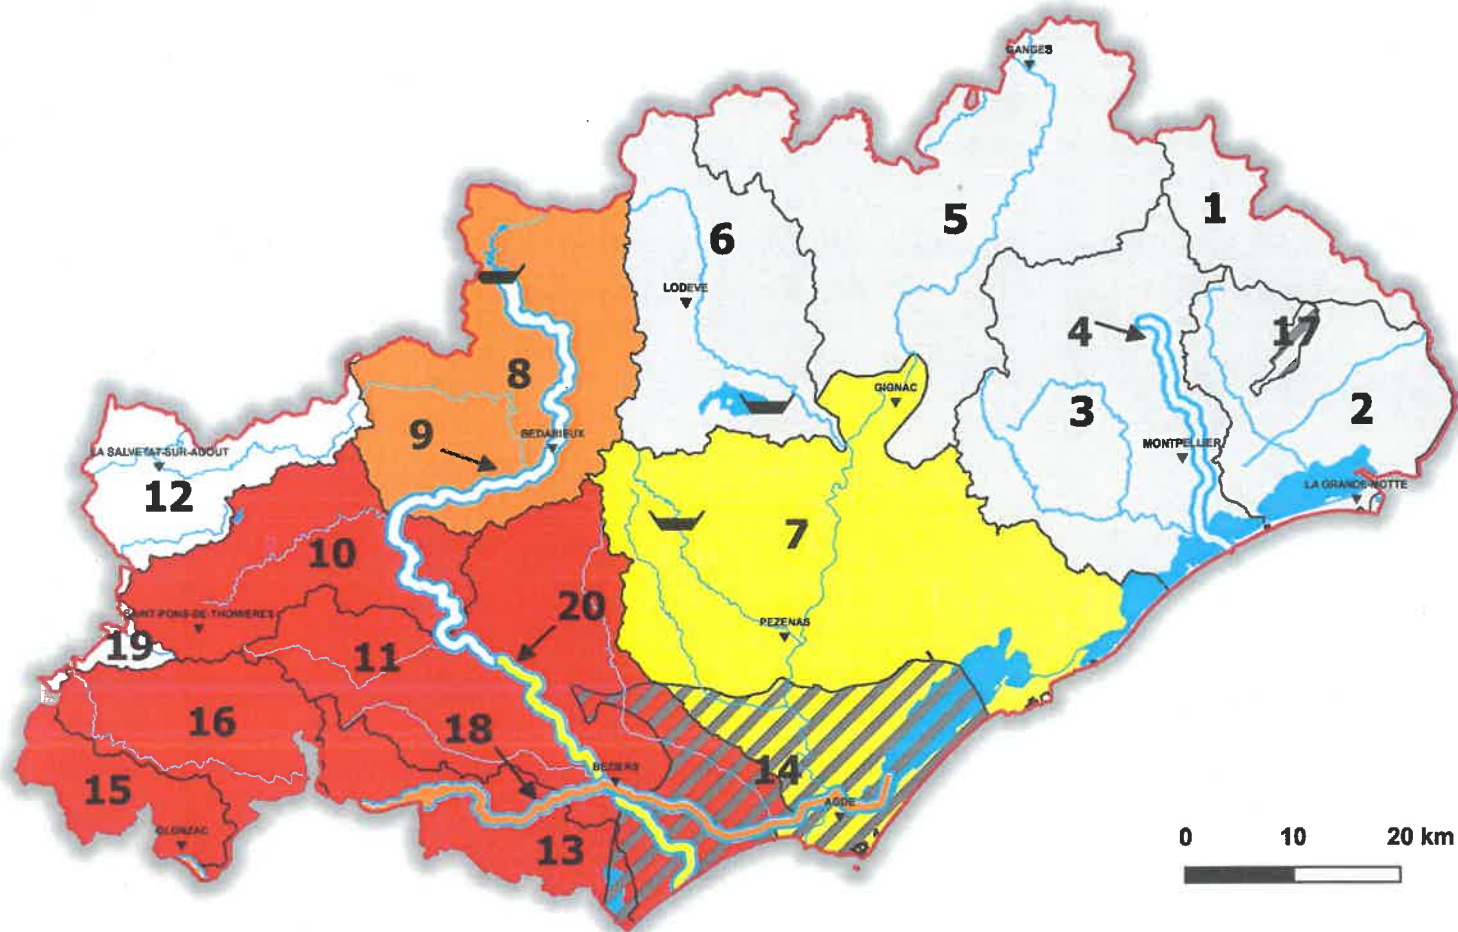 GANGES
1
5
6
LODEVE
4
17
8
GIGNAC
3
2
9
BEDARIEUX
MONTPELLIER
LA SALVETAT-SUR-AGOUT
LA GRANDE-MOTTE
12
7
10
20
SAINT-PONS-DE-THOMIERES
PEZENAS
19
11
16
18
BEZIERS
14
15
AGDE
OLONZAC
13
0 10 20 km